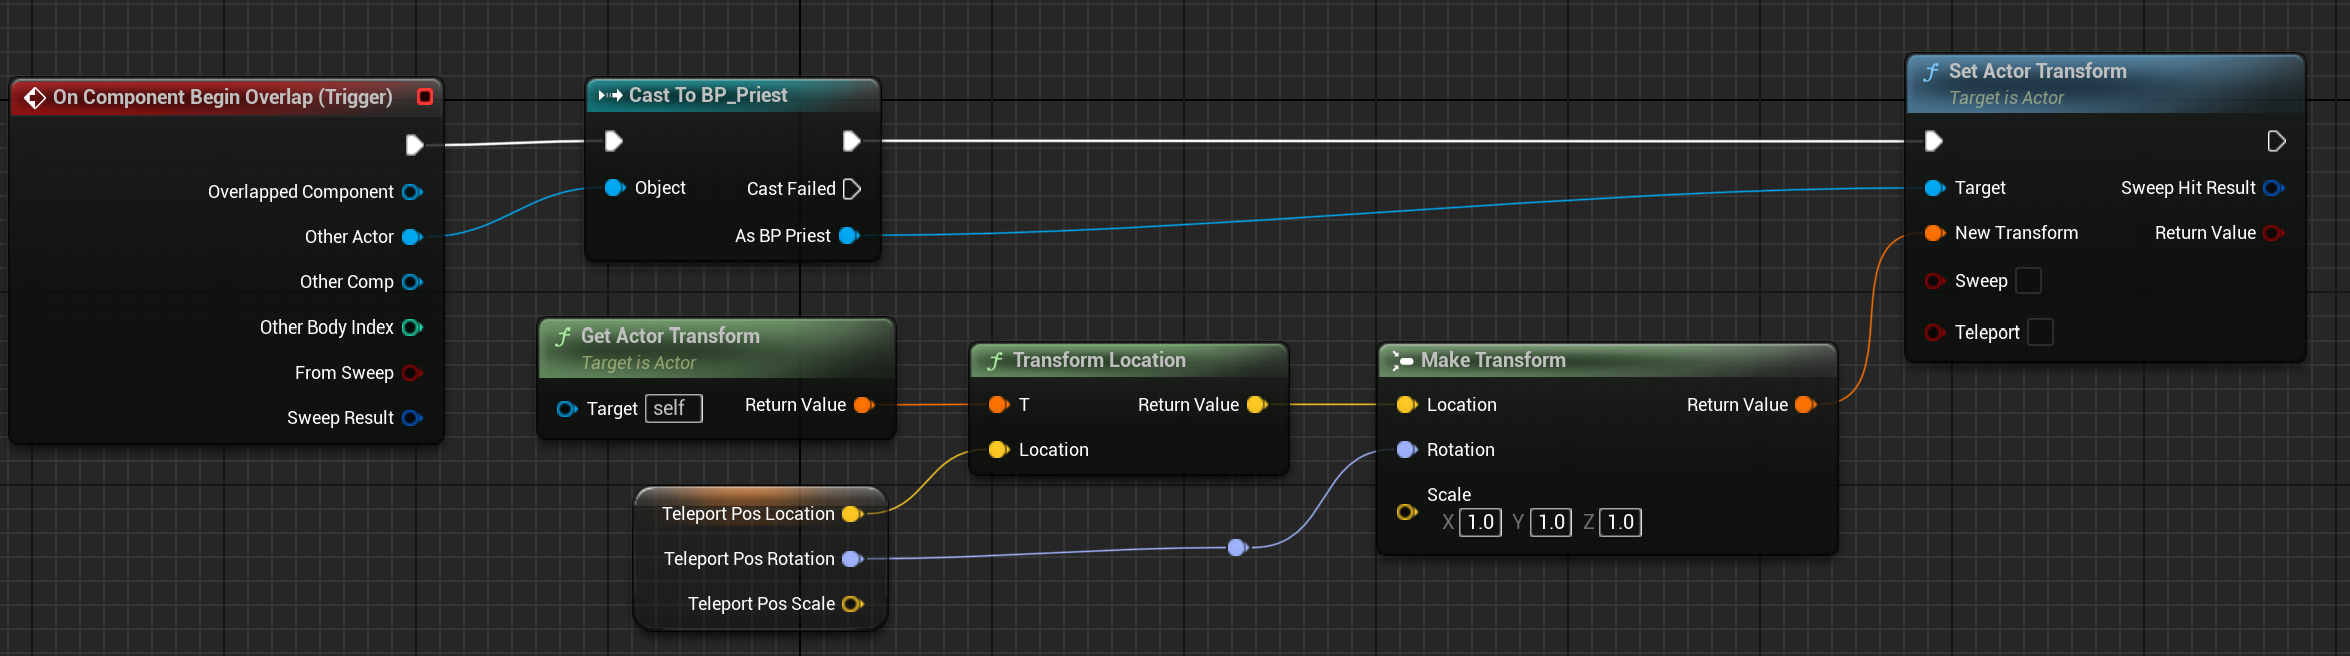 On Component Begin Overlap (Trigger)
Overlapped Component
Other Actor
Other Comp
Other Body Index
From Sweep
Sweep Result
Cast To BP_Priest
Object
Cast Failed
As BP Priest
Get Actor Transform
Target is Actor
Target self
Return Value
Teleport Pos Location
Teleport Pos Rotation
Teleport Pos Scale
Transform Location
T
Return Value
Location
Make Transform
Location
Return Value
Rotation
Scale
X 1.0 Y 1.0 Z 1.0
Set Actor Transform
Target is Actor
Target
Sweep Hit Result
New Transform
Return Value
Sweep
Teleport